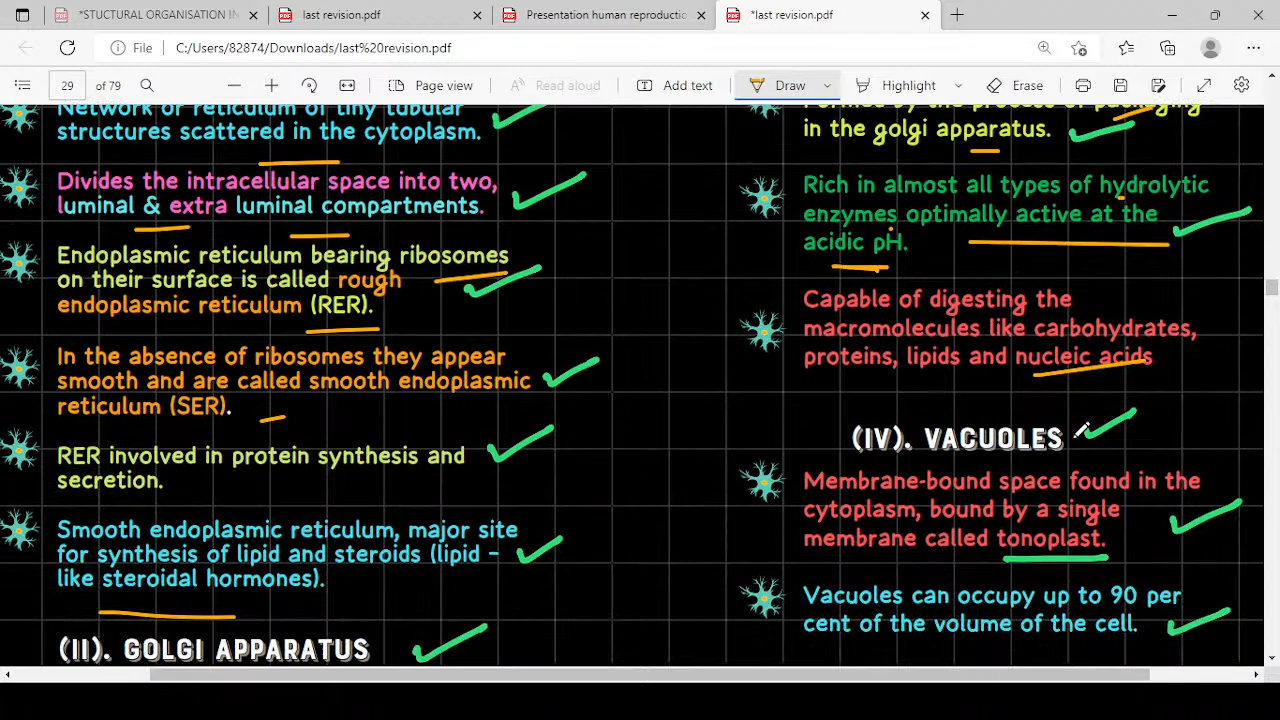 *STUCTURAL ORGANISATION IN
last revision.pdf
Presentation human reproductio
*last revision.pdf
File
C:/Users/82874/Downloads/last%20revision.pdf
29 of 79
Page view
Read aloud
Add text
Draw
Highlight
Erase
Network or reticulum of tiny tubular
structures scattered in the cytoplasm.
Divides the intracellular space into two,
luminal & extra luminal compartments.
Endoplasmic reticulum bearing ribosomes
on their surface is called rough
endoplasmic reticulum (RER).
In the absence of ribosomes they appear
smooth and are called smooth endoplasmic
reticulum (SER).
RER involved in protein synthesis and
secretion.
Smooth endoplasmic reticulum, major site
for synthesis of lipid and steroids (lipid -
like steroidal hormones).
(II). GOLGI APPARATUS
Formed by the process of packaging
in the golgi apparatus.
Rich in almost all types of hydrolytic
enzymes optimally active at the
acidic pH.
Capable of digesting the
macromolecules like carbohydrates,
proteins, lipids and nucleic acids
(IV). VACUOLES
Membrane-bound space found in the
cytoplasm, bound by a single
membrane called tonoplast.
Vacuoles can occupy up to 90 per
cent of the volume of the cell.